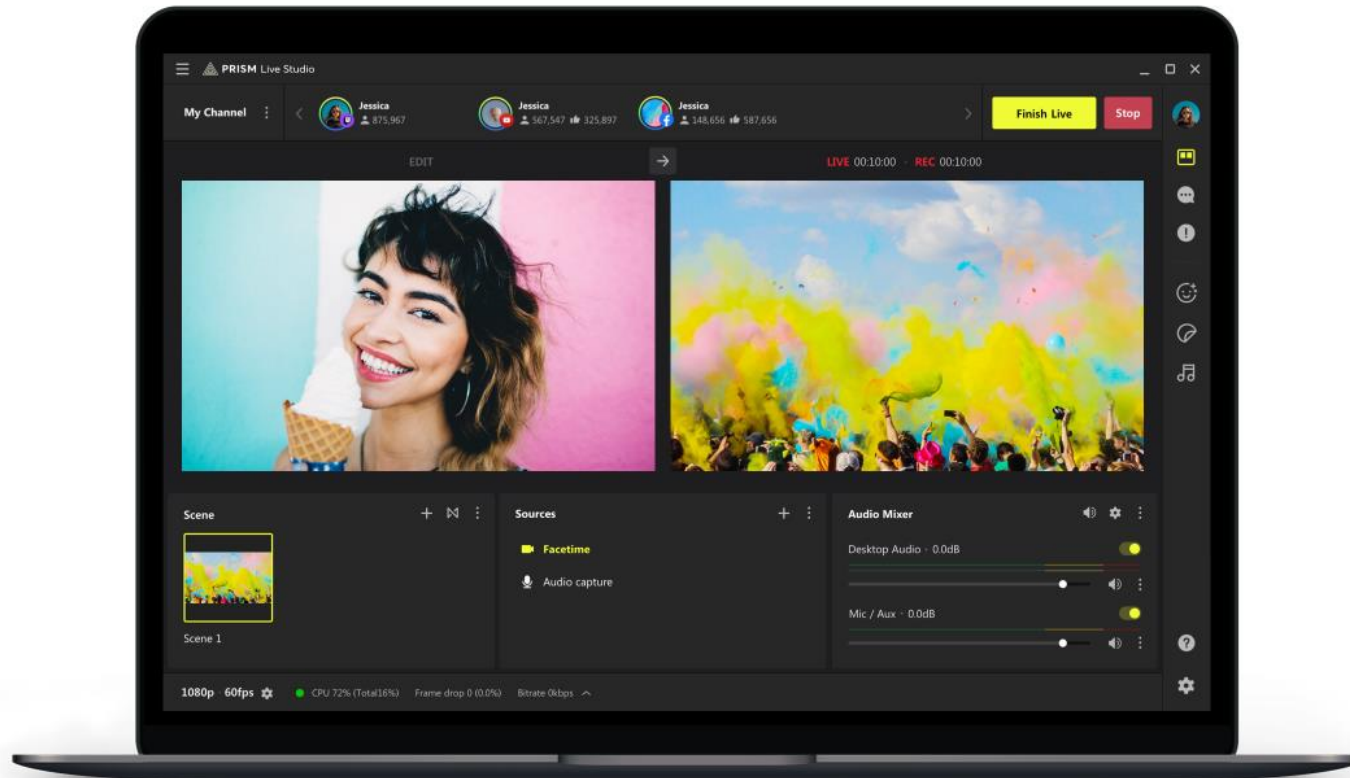 PRISM Live Studio
My Channel
Jessica
875,967
Jessica
567,547 325,897
Jessica
148,656 587,656
Finish Live
Stop
EDIT
LIVE 00:10:00 · REC 00:10:00
Scene
Scene 1
Sources
Facetime
Audio capture
Audio Mixer
Desktop Audio · 0.0dB
Mic / Aux · 0.0dB
1080p · 60fps CPU 72% (Total16%) Frame drop 0 (0.0%) Bitrate 0kbps